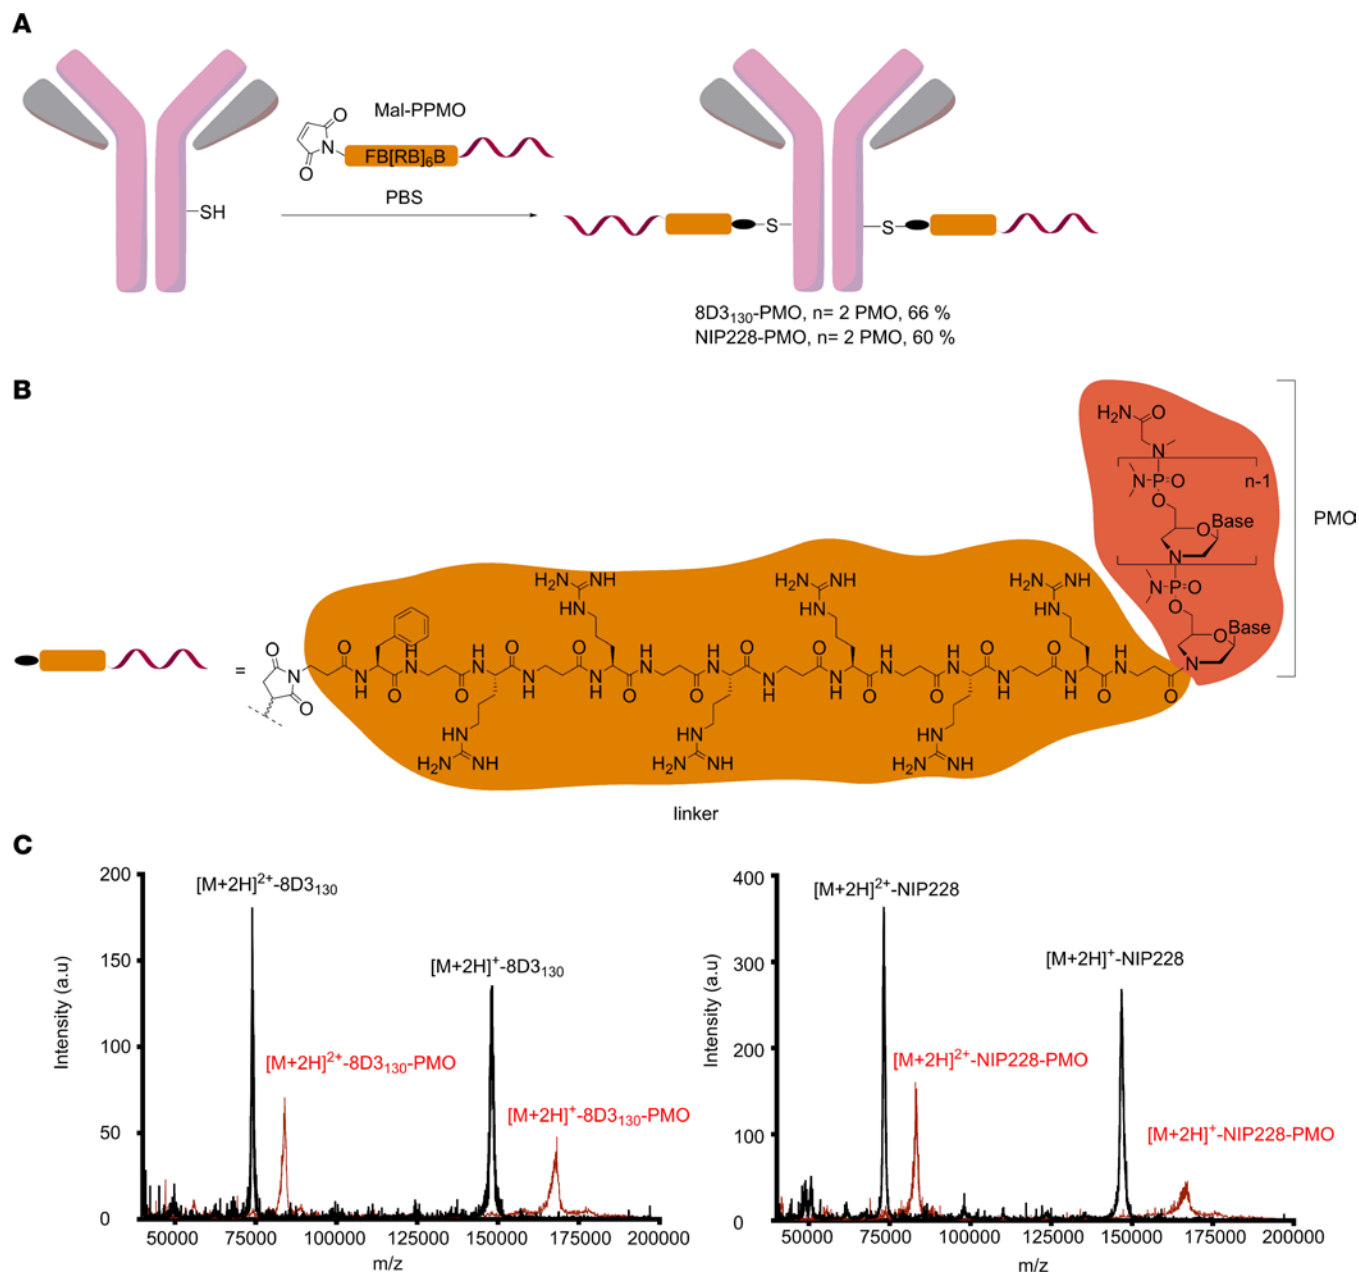 A
Mal-PPMO
O
N
O
FB[RB]6B
PBS
SH
S
S
8D3130-PMO, n= 2 PMO, 66 %
NIP228-PMO, n= 2 PMO, 60 %
B
H2N
O
N
n-1
N-P=O
O
O
Base
N
N-P=O
O
O
Base
N
PMO
H2N NH
HN
H2N NH
HN
H2N NH
HN
=
O
N
O
O
N
H
O
H
N
O
H
N
O
N
H
O
H
N
O
N
H
O
H
N
O
N
H
O
H
N
O
N
H
O
H
N
O
N
H
O
H
N
O
HN
H2N NH
HN
H2N NH
HN
H2N NH
linker
C
200
150
100
50
0
Intensity (a.u)
[M+2H]2+-8D3130
[M+2H]+-8D3130
[M+2H]2+-8D3130-PMO
[M+2H]+-8D3130-PMO
50000 75000 100000 125000 150000 175000 200000
m/z
400
300
200
100
0
Intensity (a.u)
[M+2H]2+-NIP228
[M+2H]+-NIP228
[M+2H]2+-NIP228-PMO
[M+2H]+-NIP228-PMO
50000 75000 100000 125000 150000 175000 200000
m/z